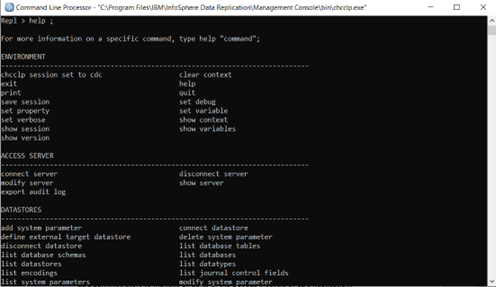 Command Line Processor - "C:\Program Files\IBM\InfoSphere Data Replication\Management Console\bin\chcclp.exe"
Repl > help ;
For more information on a specific command, type help "command";
ENVIRONMENT
chcclp session set to cdc clear context
exit help
print quit
save session set debug
set property set variable
set verbose show context
show session show variables
show version
ACCESS SERVER
connect server disconnect server
modify server show server
export audit log
DATASTORES
add system parameter connect datastore
define external target datastore delete system parameter
disconnect datastore list database tables
list database schemas list databases
list datastores list datatypes
list encodings list journal control fields
list system parameters modify system parameter